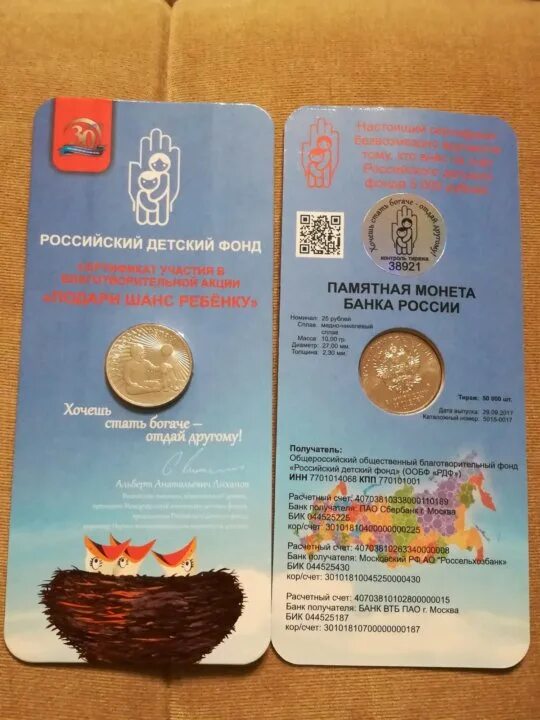 30
РОССИЙСКИЙ ДЕТСКИЙ ФОНД
СЕРТИФИКАТ УЧАСТИЯ В
БЛАГОТВОРИТЕЛЬНОЙ АКЦИИ
«ПОДАРИ ШАНС РЕБЁНКУ»
Хочешь
стать богаче –
отдай другому!
Альберт Анатольевич Лиханов
Настоящий сертификат
безвозмездно
тому, кто внёс
Российского детского
фонда 5 000 рублей
Хочешь стать богаче - отдай другому!
контроль тиража
38921
ПАМЯТНАЯ МОНЕТА
БАНКА РОССИИ
Номинал: 25 рублей
Сплав: медно-никелевый
сплав
Масса: 10,00 гр.
Диаметр: 27,00 мм.
Толщина: 2,30 мм.
Тираж: 50 000 шт.
Дата выпуска: 29.09.2017
Каталожный номер: 5015-0017
Получатель:
Общероссийский общественный благотворительный фонд
«Российский детский фонд» (ООБФ «РДФ»)
ИНН 7701014068 КПП 770101001
Расчетный счет: 40703810338000110189
Банк получателя: ПАО Сбербанк г. Москва
БИК 044525225
кор/счет: 30101810400000000225
Расчетный счет: 40703810263340000008
Банк получателя: Московский РФ АО "Россельхозбанк"
БИК 044525430
кор/счет: 30101810045250000430
Расчетный счет: 40703810102800000015
Банк получателя: БАНК ВТБ ПАО г. Москва
БИК 044525187
кор/счет: 30101810700000000187